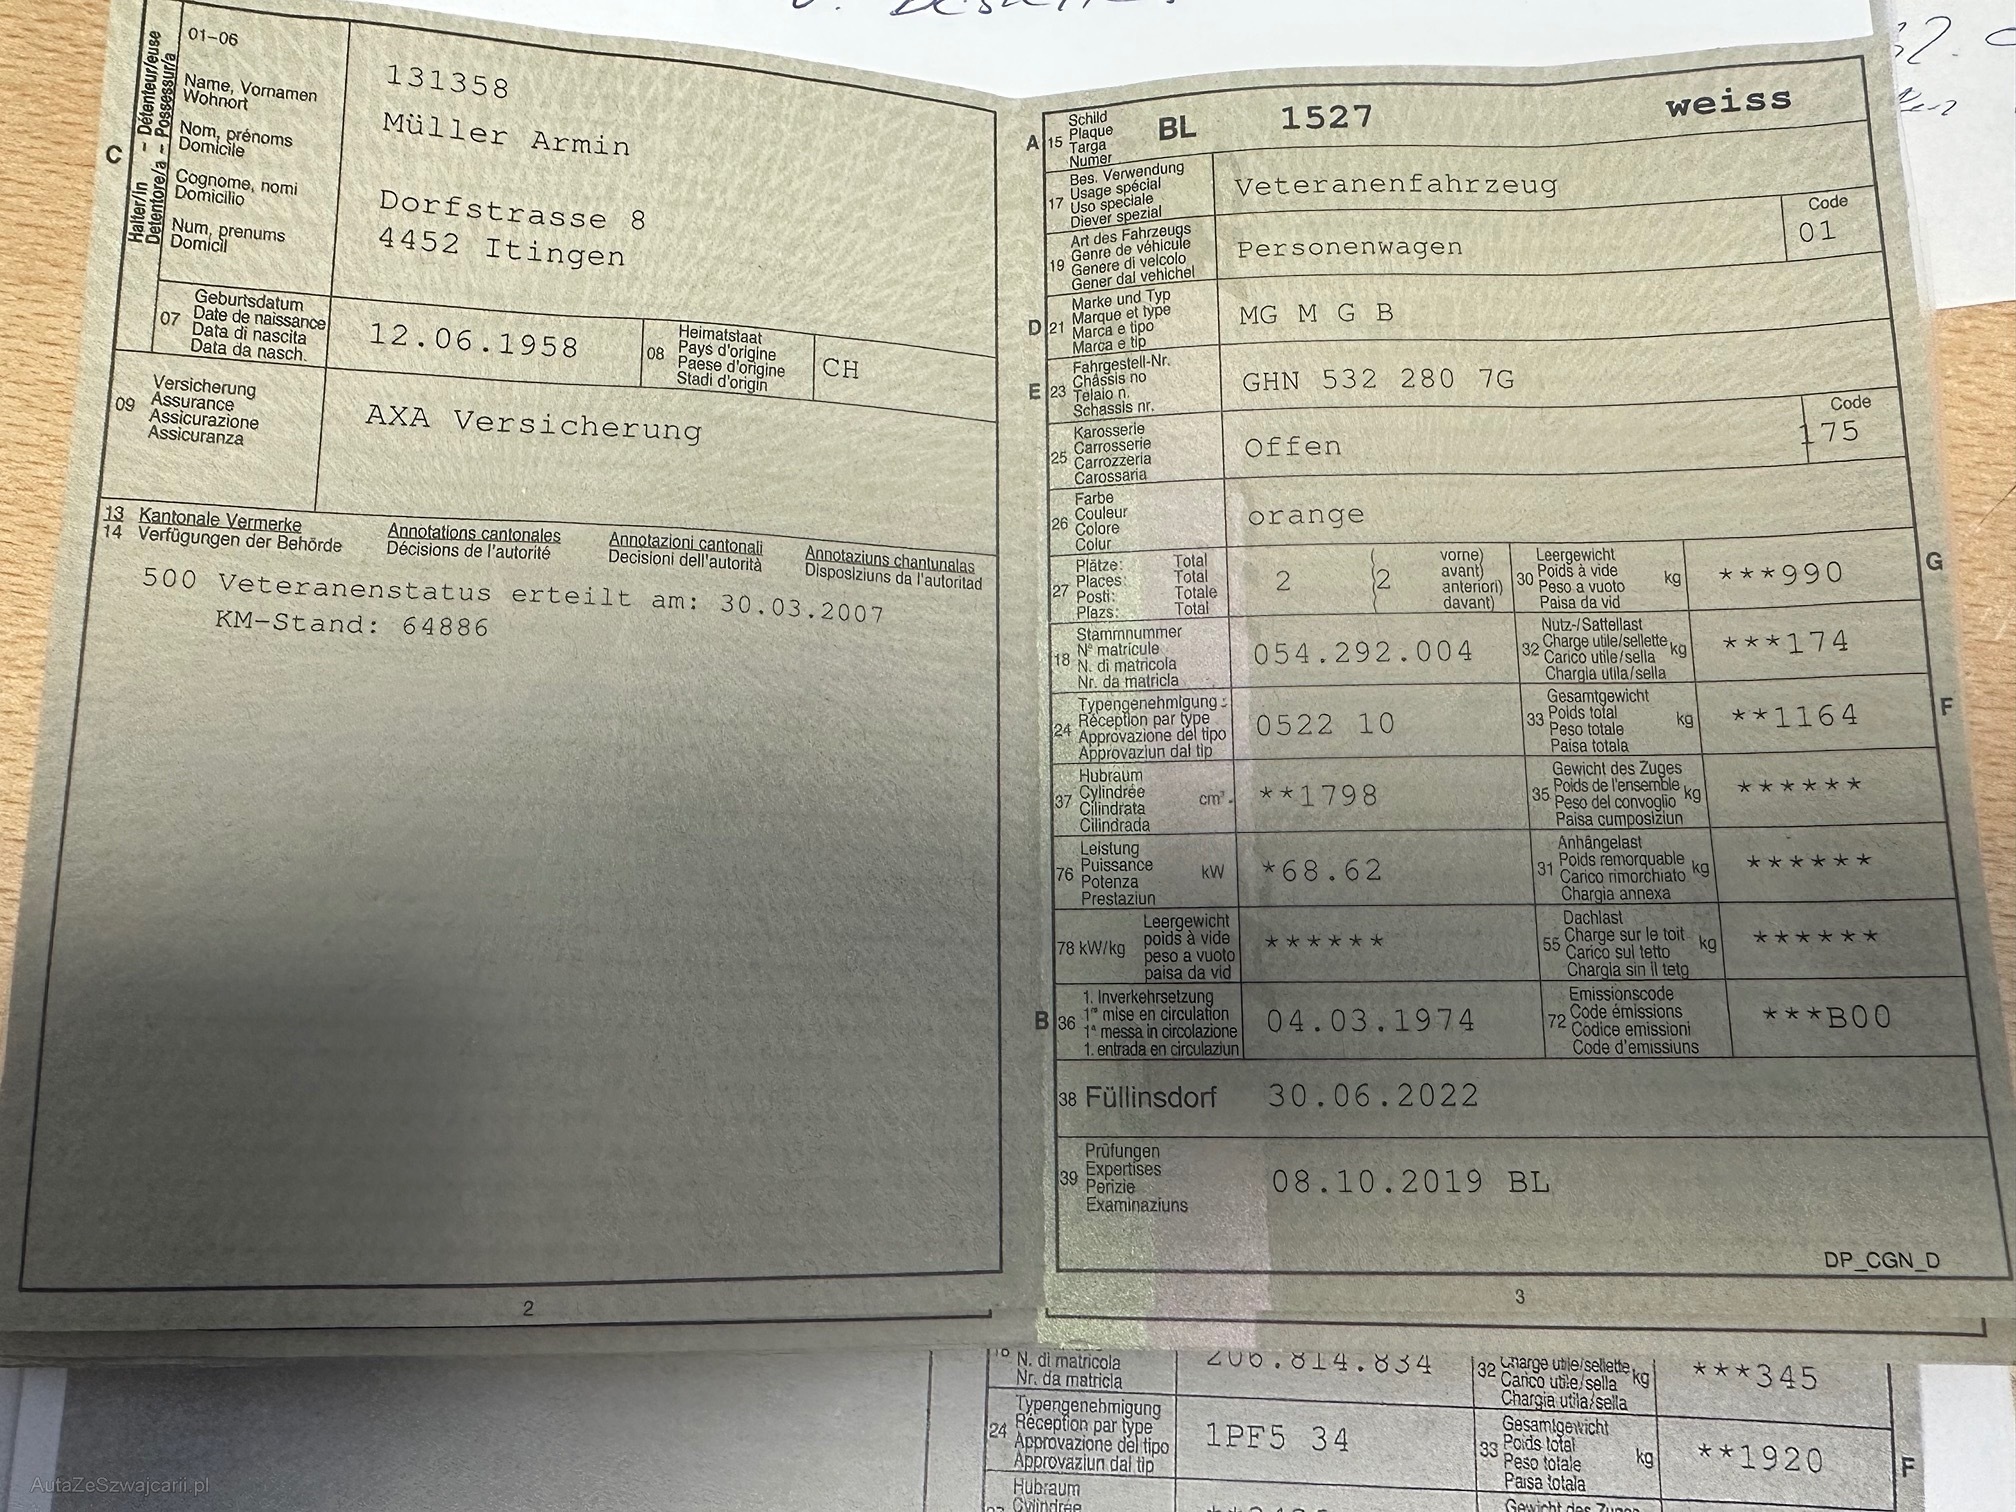 C
Halter/in - Détenteur/euse
Detentore/a - Possessur/a
01-06
Name, Vornamen
Wohnort
Nom, prénoms
Domicile
Cognome, nomi
Domicilio
Num, prenums
Domicil
131358
Müller Armin
Dorfstrasse 8
4452 Itingen
07
Geburtsdatum
Date de naissance
Data di nascita
Data da nasch.
12.06.1958
08
Heimatstaat
Pays d'origine
Paese d'origine
Stadi d'origin
CH
09
Versicherung
Assurance
Assicurazione
Assicuranza
AXA Versicherung
13 Kantonale Vermerke Annotations cantonales Annotazioni cantonali Annotaziuns chantunalas
14 Verfügungen der Behörde Décisions de l'autorité Decisioni dell'autorità Disposiziuns da l'autoritad
500 Veteranenstatus erteilt am: 30.03.2007
KM-Stand: 64886
2
A 15
Schild
Plaque
Targa
Numer
BL 1527 weiss
17
Bes. Verwendung
Usage spécial
Uso speciale
Diever spezial
Veteranenfahrzeug
19
Art des Fahrzeugs
Genre de véhicule
Genere di veicolo
Gener dal vehichel
Personenwagen
Code
01
D 21
Marke und Typ
Marque et type
Marca e tipo
Marca e tip
MG M G B
E 23
Fahrgestell-Nr.
Châssis no
Telaio n.
Schassis nr.
GHN 532 280 7G
25
Karosserie
Carrosserie
Carrozzeria
Carossaria
Offen
Code
175
26
Farbe
Couleur
Colore
Colur
orange
27
Plätze: Total
Places: Total
Posti: Totale
Plazs: Total
2 (2
vorne)
avant)
anteriori)
davant)
30
Leergewicht
Poids à vide
Peso a vuoto
Paisa da vid
kg
***990
G
18
Stammnummer
N° matricule
N. di matricola
Nr. da matricla
054.292.004
32
Nutz-/Sattellast
Charge utile/sellette
Carico utile/sella
Chargia utila/sella
kg
***174
24
Typengenehmigung
Réception par type
Approvazione del tipo
Approvaziun dal tip
0522 10
33
Gesamtgewicht
Poids total
Peso totale
Paisa totala
kg
**1164
F
37
Hubraum
Cylindrée
Cilindrata
Cilindrada
cm³
**1798
35
Gewicht des Zuges
Poids de l'ensemble
Peso del convoglio
Paisa cumposiziun
kg
******
76
Leistung
Puissance
Potenza
Prestaziun
kW
*68.62
31
Anhängelast
Poids remorquable
Carico rimorchiato
Chargia annexa
kg
******
78 kW/kg
Leergewicht
poids à vide
peso a vuoto
paisa da vid
******
55
Dachlast
Charge sur le toit
Carico sul tetto
Chargia sin il tetg
kg
******
B 36
1. Inverkehrsetzung
1re mise en circulation
1a messa in circolazione
1. entrada en circulaziun
04.03.1974
72
Emissionscode
Code émissions
Codice emissioni
Code d'emissiuns
***B00
38 Füllinsdorf 30.06.2022
39
Prüfungen
Expertises
Perizie
Examinaziuns
08.10.2019 BL
DP_CGN_D
3
N. di matricola
Nr. da matricla
206.814.834
32
Charge utile/sellette
Carico utile/sella
Chargia utila/sella
kg
***345
24
Typengenehmigung
Réception par type
Approvazione del tipo
Approvaziun dal tip
1PF5 34
33
Gesamtgewicht
Poids total
Peso totale
Paisa totala
kg
**1920
F
Hubraum
Cylindrée
Gewicht des Zuges
AutaZeSzwajcarii.pl